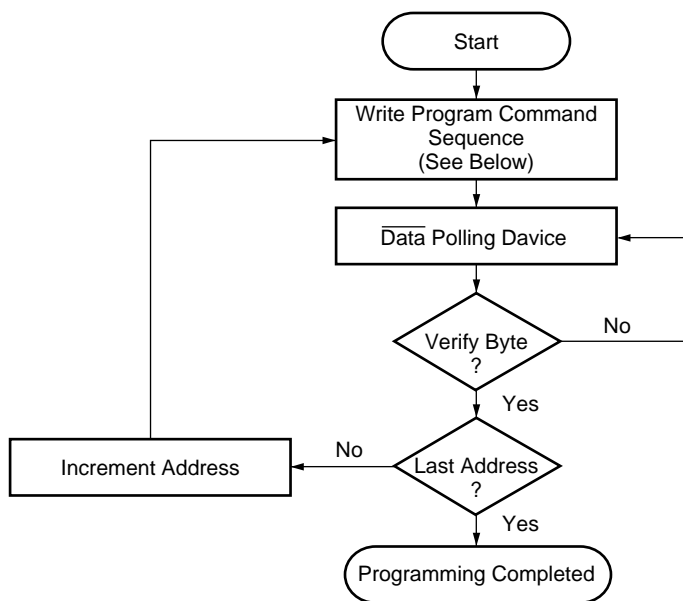 Start
Write Program Command
Sequence
(See Below)
Data Polling Davice
Verify Byte
?
No
Yes
Increment Address
No
Last Address
?
Yes
Programming Completed